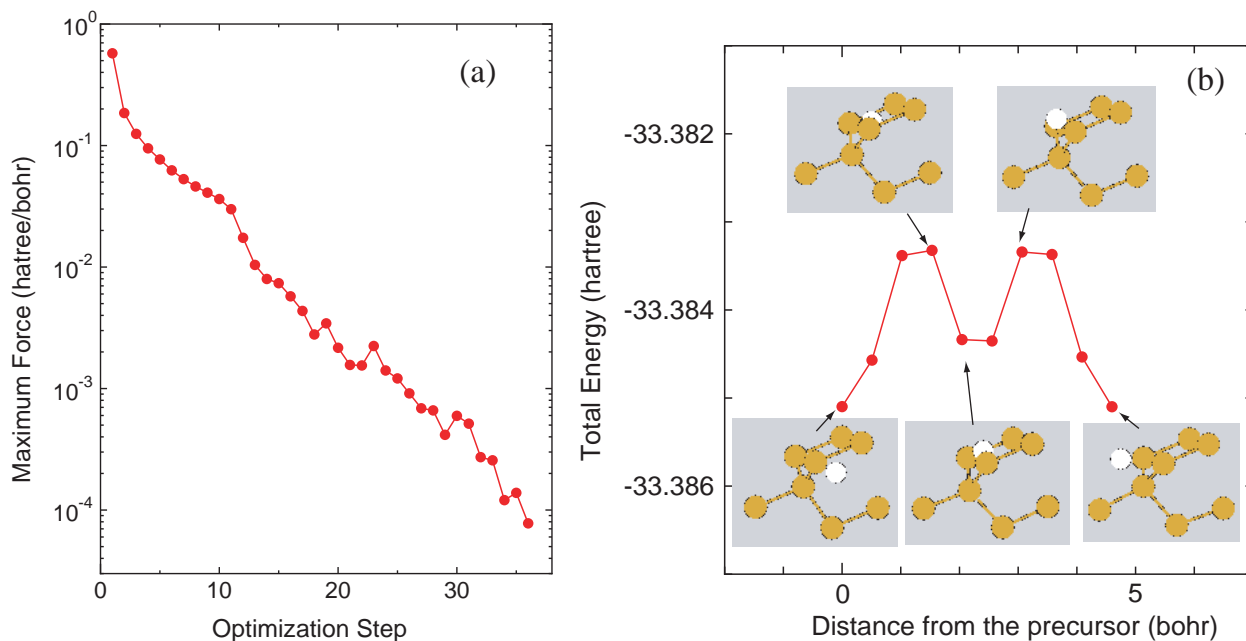 (a)
Maximum Force (hatree/bohr)
10^0
10^-1
10^-2
10^-3
10^-4
0 10 20 30
Optimization Step
(b)
Total Energy (hartree)
-33.382
-33.384
-33.386
0 5
Distance from the precursor (bohr)